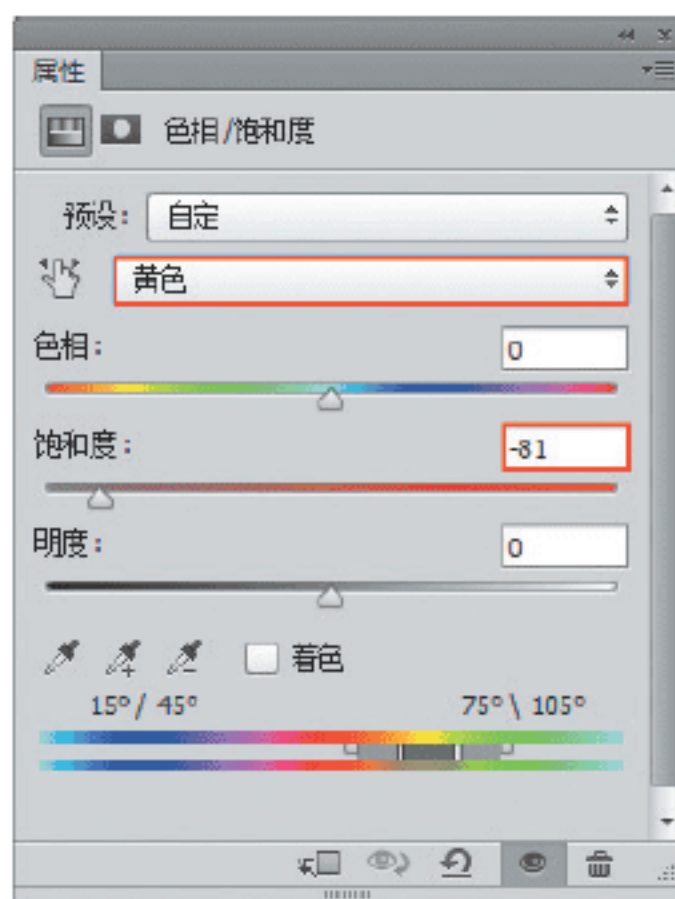 属性
色相/饱和度
预设: 自定
黄色
色相: 0
饱和度: -81
明度: 0
着色
15°/ 45° 75°\ 105°